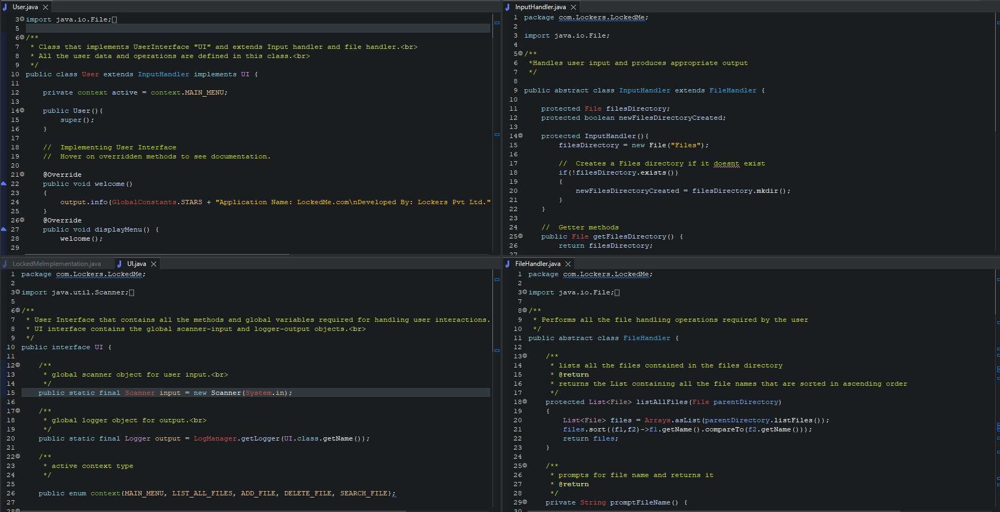 User.java
3 import java.io.File;
5
6 /**
7 * Class that implements UserInterface "UI" and extends Input handler and file handler.<br>
8 * All the user data and operations are defined in this class.<br>
9 */
10 public class User extends InputHandler implements UI {
11
12 private context active = context.MAIN_MENU;
13
14 public User(){
15 super();
16 }
17
18 // Implementing User Interface
19 // Hover on overridden methods to see documentation.
20
21 @Override
22 public void welcome()
23 {
24 output.info(GlobalConstants.STARS + "Application Name: LockedMe.com\nDeveloped By: Lockers Pvt Ltd."
25 }
26 @Override
27 public void displayMenu() {
28 welcome();
29
InputHandler.java
1 package com.Lockers.LockedMe;
2
3 import java.io.File;
4
5 /**
6 *Handles user input and produces appropriate output
7 */
8
9 public abstract class InputHandler extends FileHandler {
10
11 protected File filesDirectory;
12 protected boolean newFilesDirectoryCreated;
13
14 protected InputHandler(){
15 filesDirectory = new File("Files");
16
17 // Creates a Files directory if it doesnt exist
18 if(!filesDirectory.exists())
19 {
20 newFilesDirectoryCreated = filesDirectory.mkdir();
21 }
22 }
23
24 // Getter methods
25 public File getFilesDirectory() {
26 return filesDirectory;
27
LockedMeImplementation.java
UI.java
1 package com.Lockers.LockedMe;
2
3 import java.util.Scanner;
5
6 /**
7 * User Interface that contains all the methods and global variables required for handling user interactions.
8 * UI interface contains the global scanner-input and logger-output objects.<br>
9 */
10 public interface UI {
11
12 /**
13 * global scanner object for user input.<br>
14 */
15 public static final Scanner input = new Scanner(System.in);
16
17 /**
18 * global logger object for output.<br>
19 */
20 public static final Logger output = LogManager.getLogger(UI.class.getName());
21
22 /**
23 * active context type
24 */
25
26 public enum context{MAIN_MENU, LIST_ALL_FILES, ADD_FILE, DELETE_FILE, SEARCH_FILE};
27
28
FileHandler.java
1 package com.Lockers.LockedMe;
2
3 import java.io.File;
7
8 /**
9 * Performs all the file handling operations required by the user
10 */
11 public abstract class FileHandler {
12
13 /**
14 * lists all the files contained in the files directory
15 * @return
16 * returns the List containing all the file names that are sorted in ascending order
17 */
18 protected List<File> listAllFiles(File parentDirectory)
19 {
20 List<File> files = Arrays.asList(parentDirectory.listFiles());
21 files.sort((f1,f2)->f1.getName().compareTo(f2.getName()));
22 return files;
23 }
24
25 /**
26 * prompts for file name and returns it
27 * @return
28 */
29 private String promptFileName() {
30